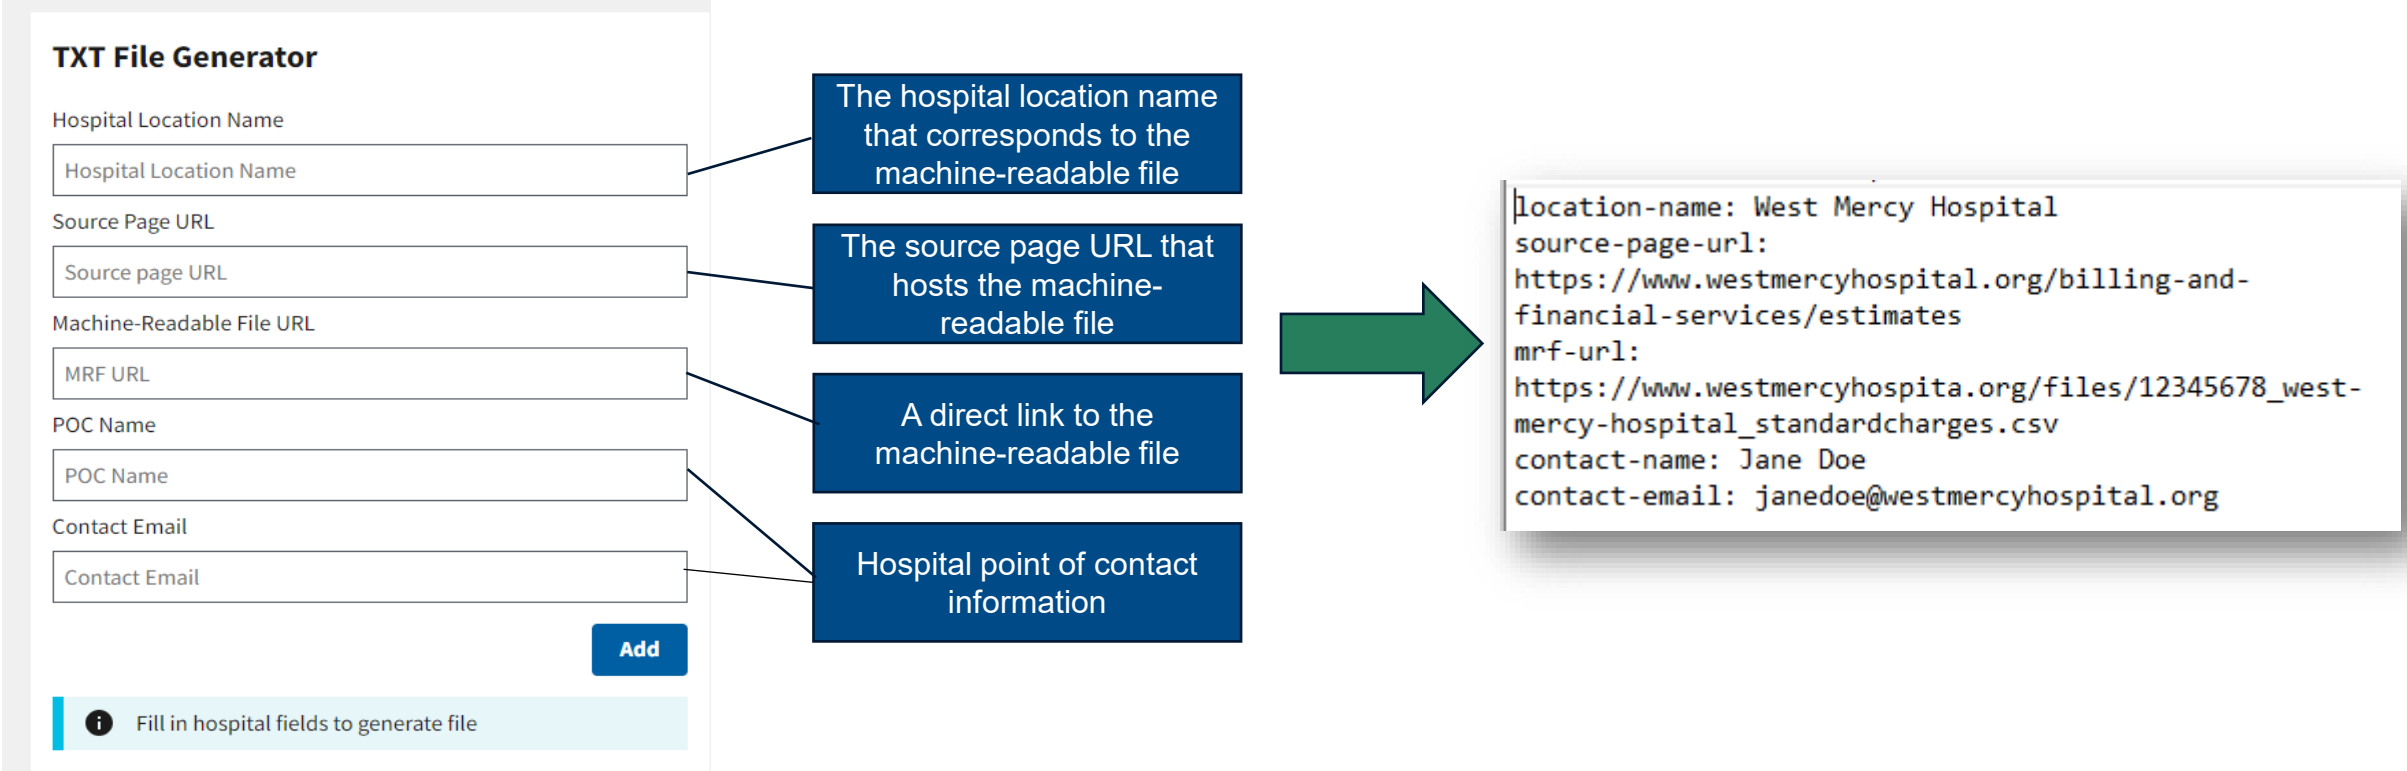 TXT File Generator
Hospital Location Name
Hospital Location Name
Source Page URL
Source page URL
Machine-Readable File URL
MRF URL
POC Name
POC Name
Contact Email
Contact Email
Add
Fill in hospital fields to generate file
The hospital location name
that corresponds to the
machine-readable file
The source page URL that
hosts the machine-
readable file
A direct link to the
machine-readable file
Hospital point of contact
information
location-name: West Mercy Hospital
source-page-url:
https://www.westmercyhospital.org/billing-and-
financial-services/estimates
mrf-url:
https://www.westmercyhospita.org/files/12345678_west-
mercy-hospital_standardcharges.csv
contact-name: Jane Doe
contact-email: janedoe@westmercyhospital.org